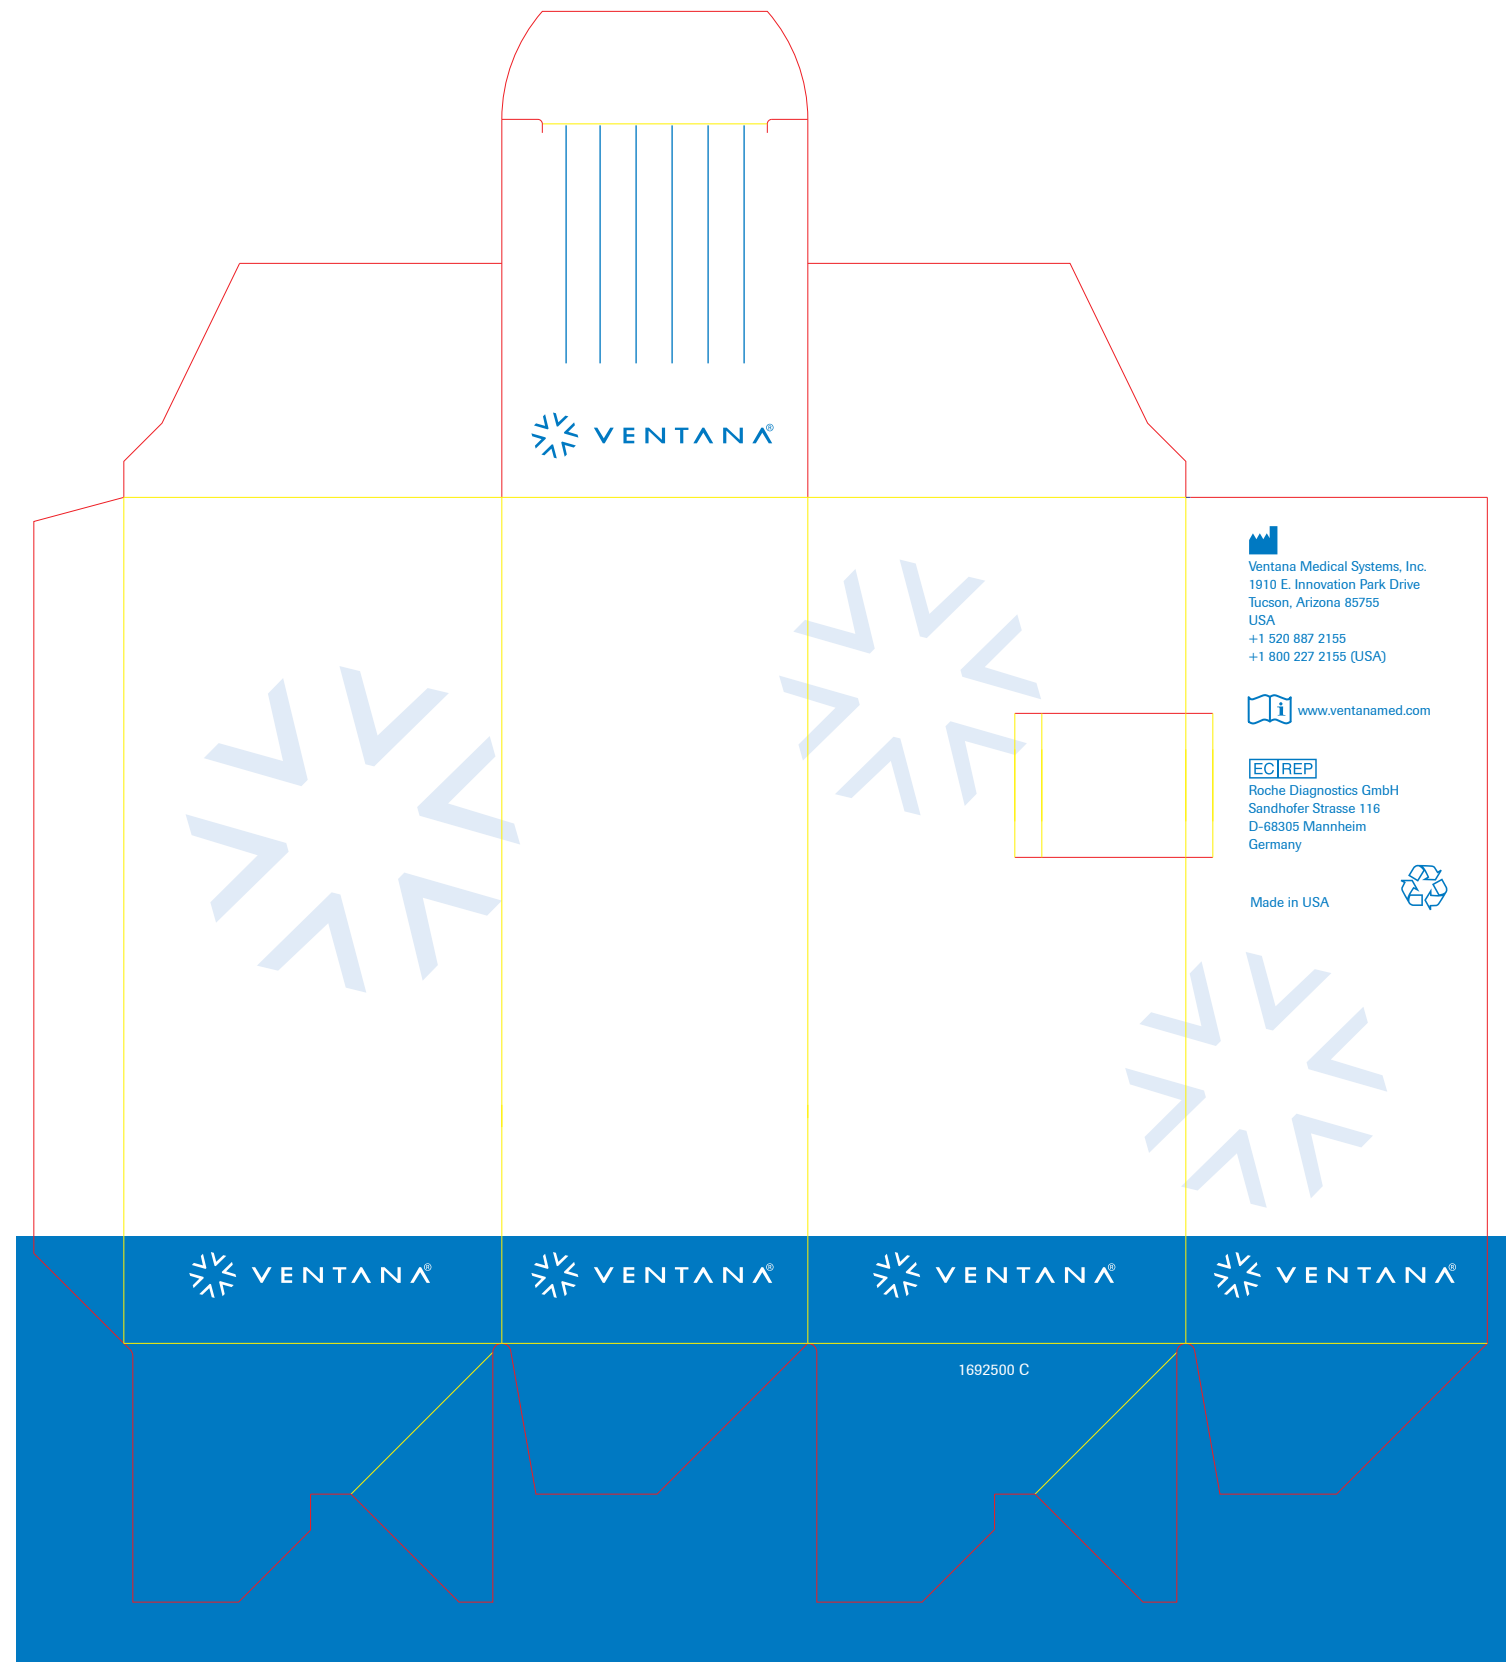 VENTANA®
Ventana Medical Systems, Inc.
1910 E. Innovation Park Drive
Tucson, Arizona 85755
USA
+1 520 887 2155
+1 800 227 2155 (USA)
i www.ventanamed.com
EC REP
Roche Diagnostics GmbH
Sandhofer Strasse 116
D-68305 Mannheim
Germany
Made in USA
VENTANA® VENTANA® VENTANA® VENTANA®
1692500 C